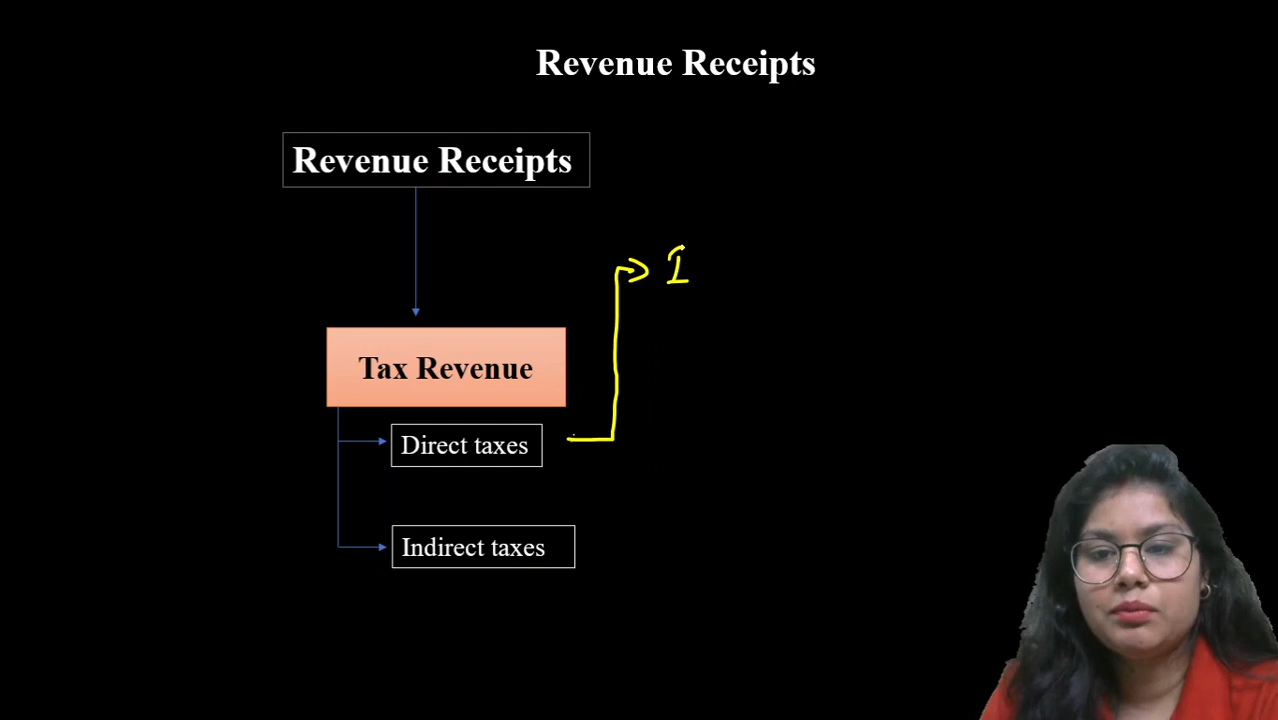 Revenue Receipts
Revenue Receipts
I
Tax Revenue
Direct taxes
Indirect taxes